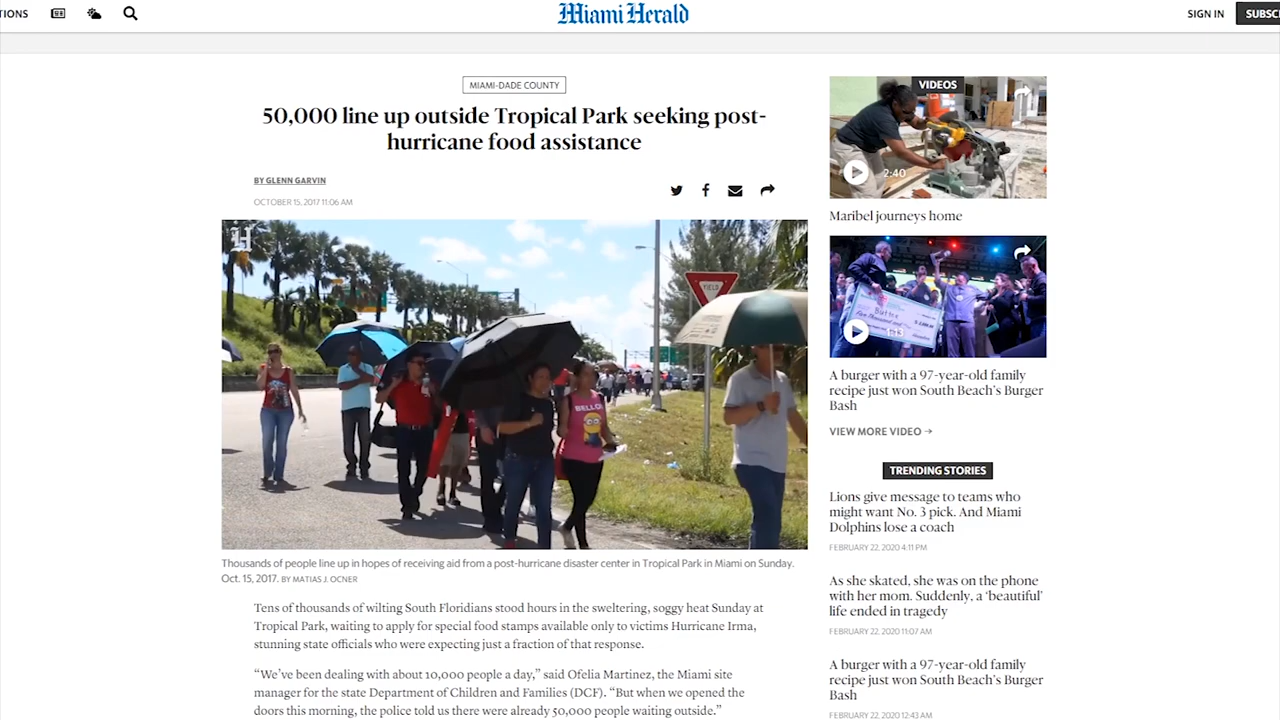 TIONS
Miami Herald
SIGN IN
SUBSC
MIAMI-DADE COUNTY
50,000 line up outside Tropical Park seeking post-
hurricane food assistance
BY GLENN GARVIN
OCTOBER 15, 2017 11:06 AM
H
YIELD
BELLO!
Thousands of people line up in hopes of receiving aid from a post-hurricane disaster center in Tropical Park in Miami on Sunday.
Oct. 15, 2017. BY MATIAS J. OCNER
Tens of thousands of wilting South Floridians stood hours in the sweltering, soggy heat Sunday at
Tropical Park, waiting to apply for special food stamps available only to victims Hurricane Irma,
stunning state officials who were expecting just a fraction of that response.
“We’ve been dealing with about 10,000 people a day,” said Ofelia Martinez, the Miami site
manager for the state Department of Children and Families (DCF). “But when we opened the
doors this morning, the police told us there were already 50,000 people waiting outside.”
VIDEOS
2:40
Maribel journeys home
1:13
A burger with a 97-year-old family
recipe just won South Beach's Burger
Bash
VIEW MORE VIDEO →
TRENDING STORIES
Lions give message to teams who
might want No. 3 pick. And Miami
Dolphins lose a coach
FEBRUARY 22, 2020 4:11 PM
As she skated, she was on the phone
with her mom. Suddenly, a ‘beautiful’
life ended in tragedy
FEBRUARY 22, 2020 11:07 AM
A burger with a 97-year-old family
recipe just won South Beach's Burger
Bash
FEBRUARY 22, 2020 12:43 AM